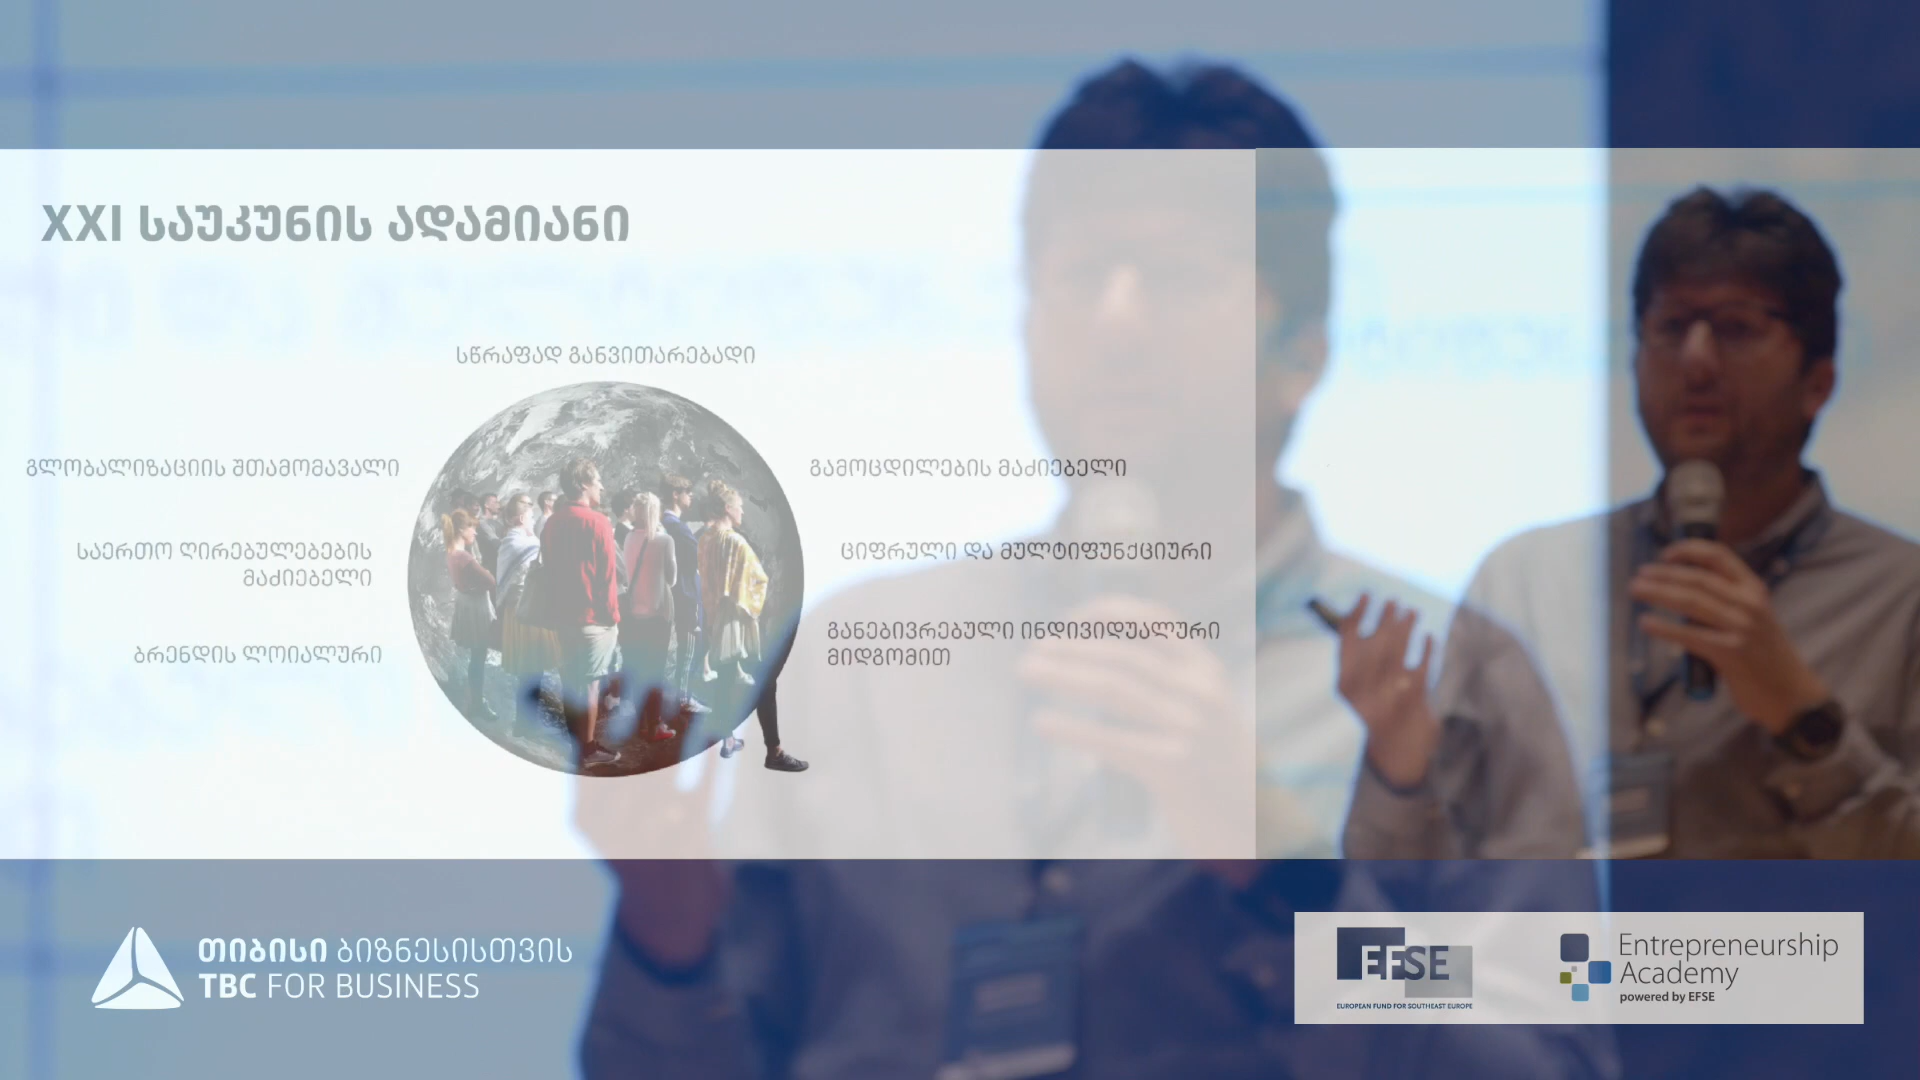 XXI ᲡᲐᲣᲙᲣᲜᲘᲡ ᲐᲓᲐᲛᲘᲐᲜᲘ
ᲡᲬᲠᲐᲤᲐᲓ ᲒᲐᲜᲕᲘᲗᲐᲠᲔᲑᲐᲓᲘ
ᲒᲚᲝᲑᲐᲚᲘᲖᲐᲪᲘᲘᲡ ᲨᲗᲐᲛᲝᲛᲐᲕᲐᲚᲘ
ᲡᲐᲔᲠᲗᲝ ᲦᲘᲠᲔᲑᲣᲚᲔᲑᲔᲑᲘᲡ
ᲛᲐᲫᲘᲔᲑᲔᲚᲘ
ᲑᲠᲔᲜᲓᲘᲡ ᲚᲝᲘᲐᲚᲣᲠᲘ
ᲒᲐᲛᲝᲪᲓᲘᲚᲔᲑᲘᲡ ᲛᲐᲫᲘᲔᲑᲔᲚᲘ
ᲪᲘᲤᲠᲣᲚᲘ ᲓᲐ ᲛᲣᲚᲢᲘᲤᲣᲜᲥᲪᲘᲣᲠᲘ
ᲒᲐᲜᲔᲑᲘᲕᲠᲔᲑᲣᲚᲘ ᲘᲜᲓᲘᲕᲘᲓᲣᲐᲚᲣᲠᲘ
ᲛᲘᲓᲒᲝᲛᲘᲗ
ᲗᲘᲑᲘᲡᲘ ᲑᲘᲖᲜᲔᲡᲘᲡᲗᲕᲘᲡ
TBC FOR BUSINESS
EFSE
EUROPEAN FUND FOR SOUTHEAST EUROPE
Entrepreneurship
Academy
powered by EFSE